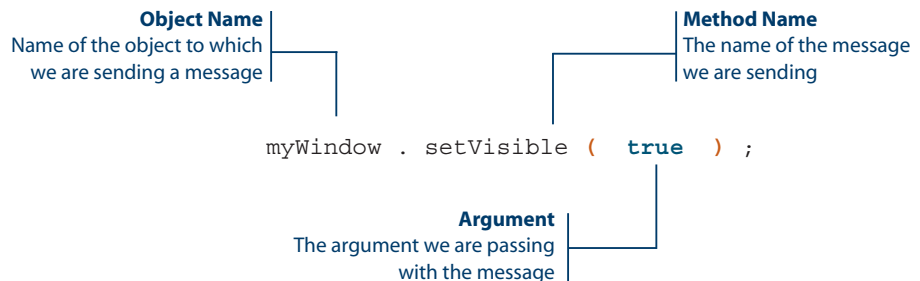 Object Name
Name of the object to which
we are sending a message
Method Name
The name of the message
we are sending
myWindow . setVisible ( true ) ;
Argument
The argument we are passing
with the message